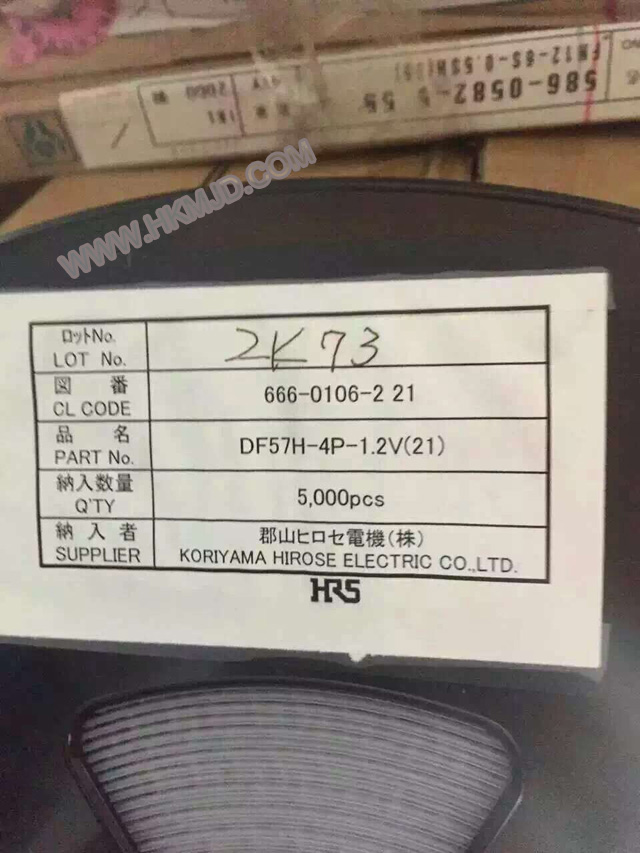 586-0582-5 55
WWW.HKMJD.COM
ロットNo.
LOT No.
2K73
図 番
CL CODE
666-0106-2 21
品 名
PART No.
DF57H-4P-1.2V(21)
納入数量
Q'TY
5,000pcs
納入者
SUPPLIER
郡山ヒロセ電機(株)
KORIYAMA HIROSE ELECTRIC CO.,LTD.
HRS